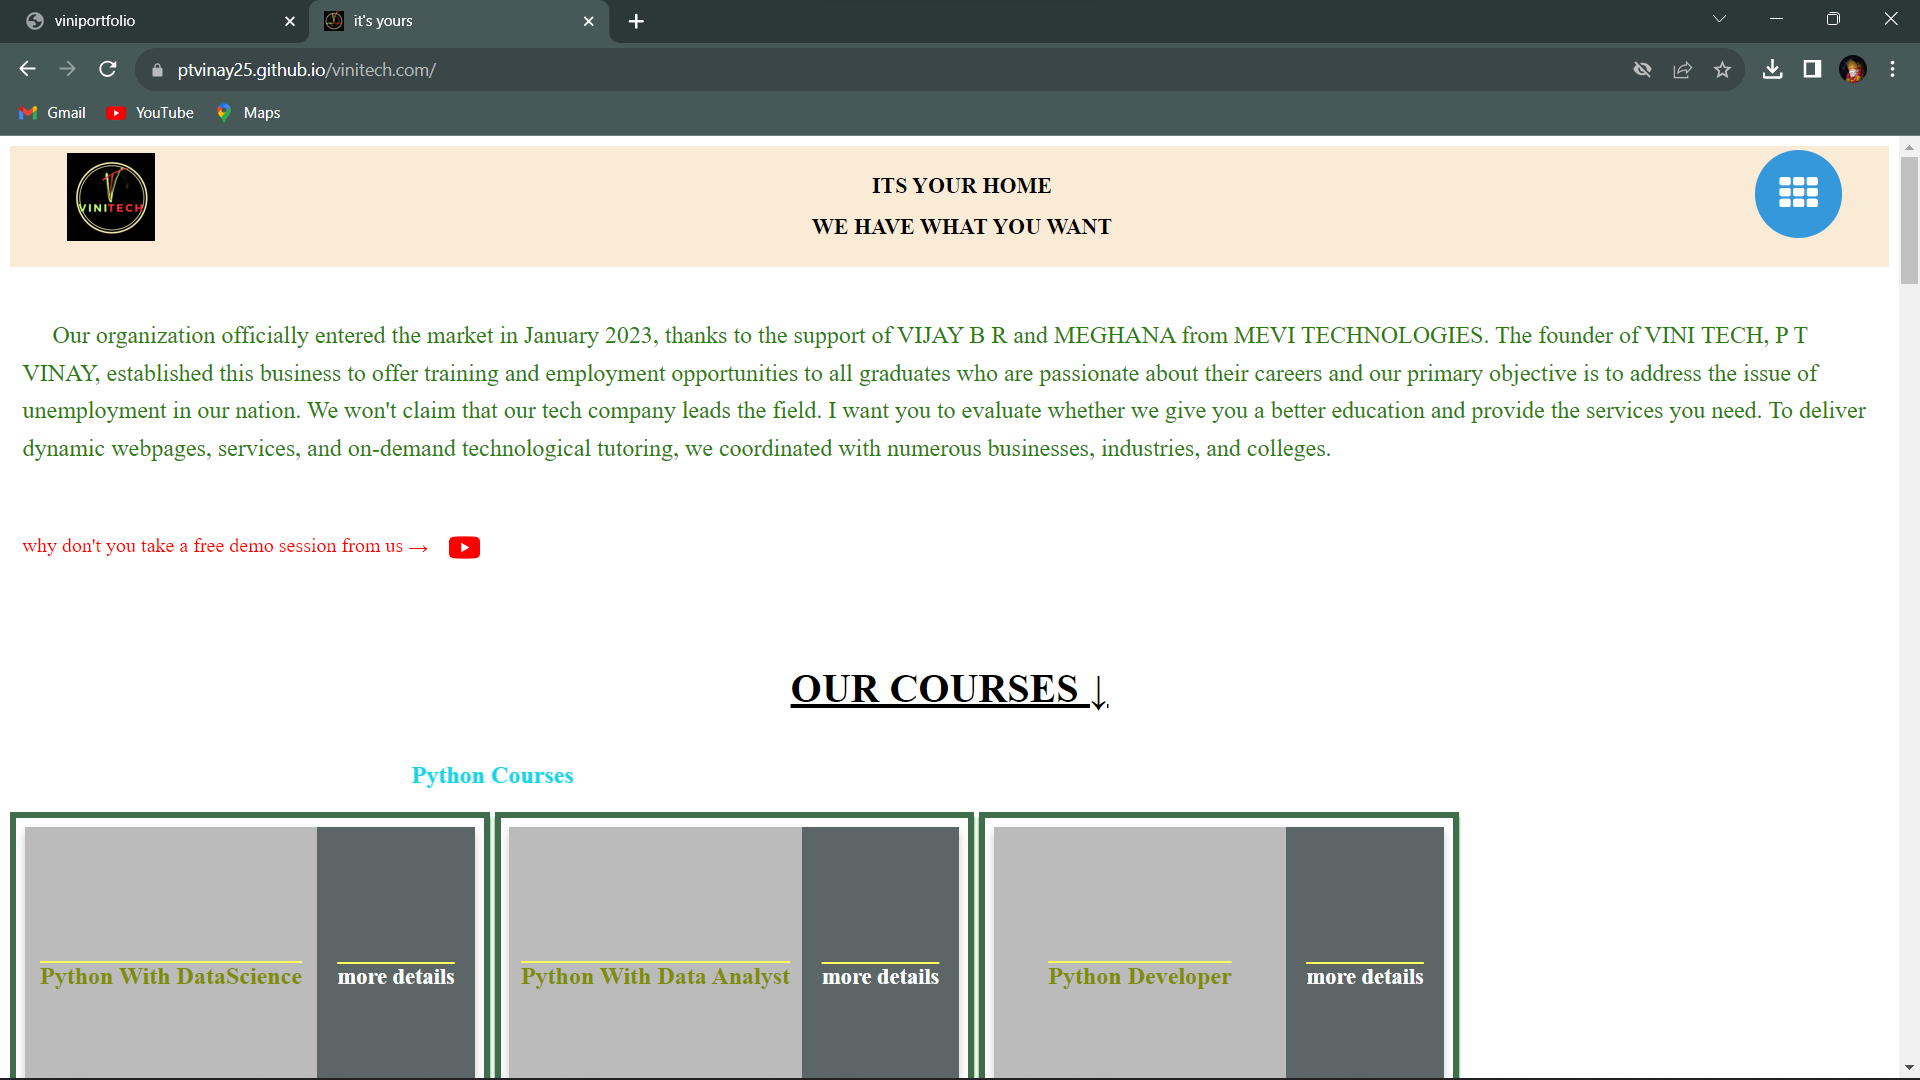 viniportfolio
it's yours
ptvinay25.github.io/vinitech.com/
Gmail
YouTube
Maps
VINITECH
ITS YOUR HOME
WE HAVE WHAT YOU WANT
Our organization officially entered the market in January 2023, thanks to the support of VIJAY B R and MEGHANA from MEVI TECHNOLOGIES. The founder of VINI TECH, P T
VINAY, established this business to offer training and employment opportunities to all graduates who are passionate about their careers and our primary objective is to address the issue of
unemployment in our nation. We won't claim that our tech company leads the field. I want you to evaluate whether we give you a better education and provide the services you need. To deliver
dynamic webpages, services, and on-demand technological tutoring, we coordinated with numerous businesses, industries, and colleges.
why don't you take a free demo session from us →
OUR COURSES ↓
Python Courses
Python With DataScience
more details
Python With Data Analyst
more details
Python Developer
more details